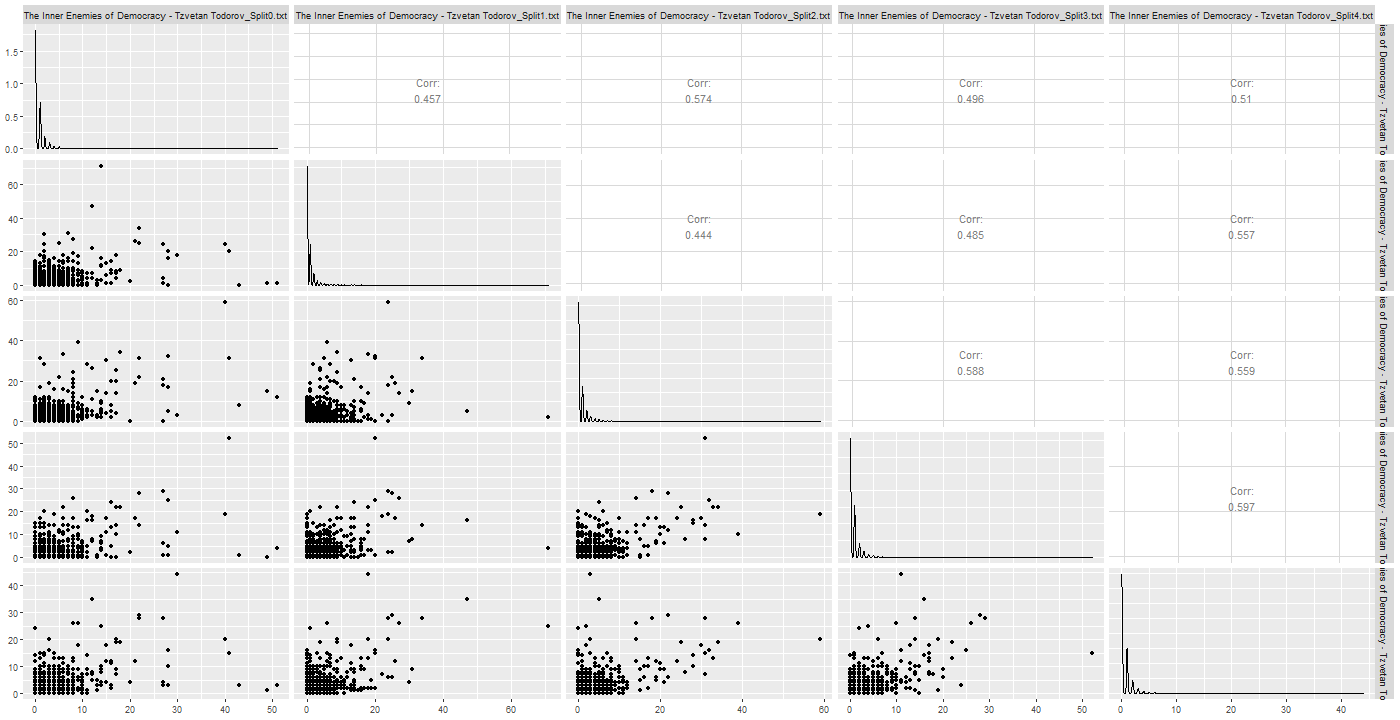 The Inner Enemies of Democracy - Tzvetan Todorov_Split0.txt The Inner Enemies of Democracy - Tzvetan Todorov_Split1.txt The Inner Enemies of Democracy - Tzvetan Todorov_Split2.txt The Inner Enemies of Democracy - Tzvetan Todorov_Split3.txt The Inner Enemies of Democracy - Tzvetan Todorov_Split4.txt
1.5
1.0
0.5
0.0
Corr:
0.457
Corr:
0.574
Corr:
0.496
Corr:
0.51
ies of Democracy - Tzvetan To
60
40
20
0
Corr:
0.444
Corr:
0.485
Corr:
0.557
ies of Democracy - Tzvetan To
60
40
20
0
Corr:
0.588
Corr:
0.559
ies of Democracy - Tzvetan To
50
40
30
20
10
0
Corr:
0.597
ies of Democracy - Tzvetan To
40
30
20
10
0
ies of Democracy - Tzvetan To
0 10 20 30 40 50 0 20 40 60 0 20 40 60 0 10 20 30 40 50 0 10 20 30 40